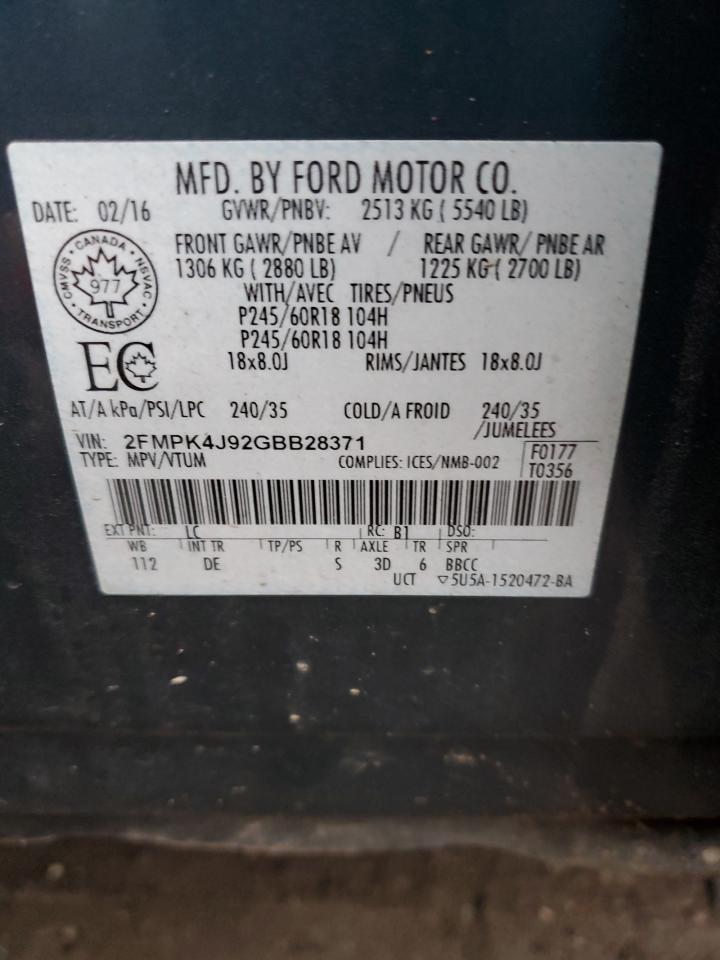 MFD. BY FORD MOTOR CO.
DATE: 02/16 GVWR/PNBV: 2513 KG ( 5540 LB)
FRONT GAWR/PNBE AV / REAR GAWR/ PNBE AR
1306 KG ( 2880 LB) 1225 KG ( 2700 LB)
CANADA
CMVSS 977 NSVAC
TRANSPORT
WITH/AVEC TIRES/PNEUS
P245/60R18 104H
P245/60R18 104H
EC
18x8.0J RIMS/JANTES 18x8.0J
AT/A kPa/PSI/LPC 240/35 COLD/A FROID 240/35
/JUMELEES
VIN: 2FMPK4J92GBB28371
F0177
TYPE: MPV/VTUM COMPLIES: ICES/NMB-002
T0356
EXT PNT: LC RC: B1 DSO:
WB INT TR TP/PS R AXLE TR SPR
112 DE S 3D 6 BBCC
UCT ▽5U5A-1520472-BA